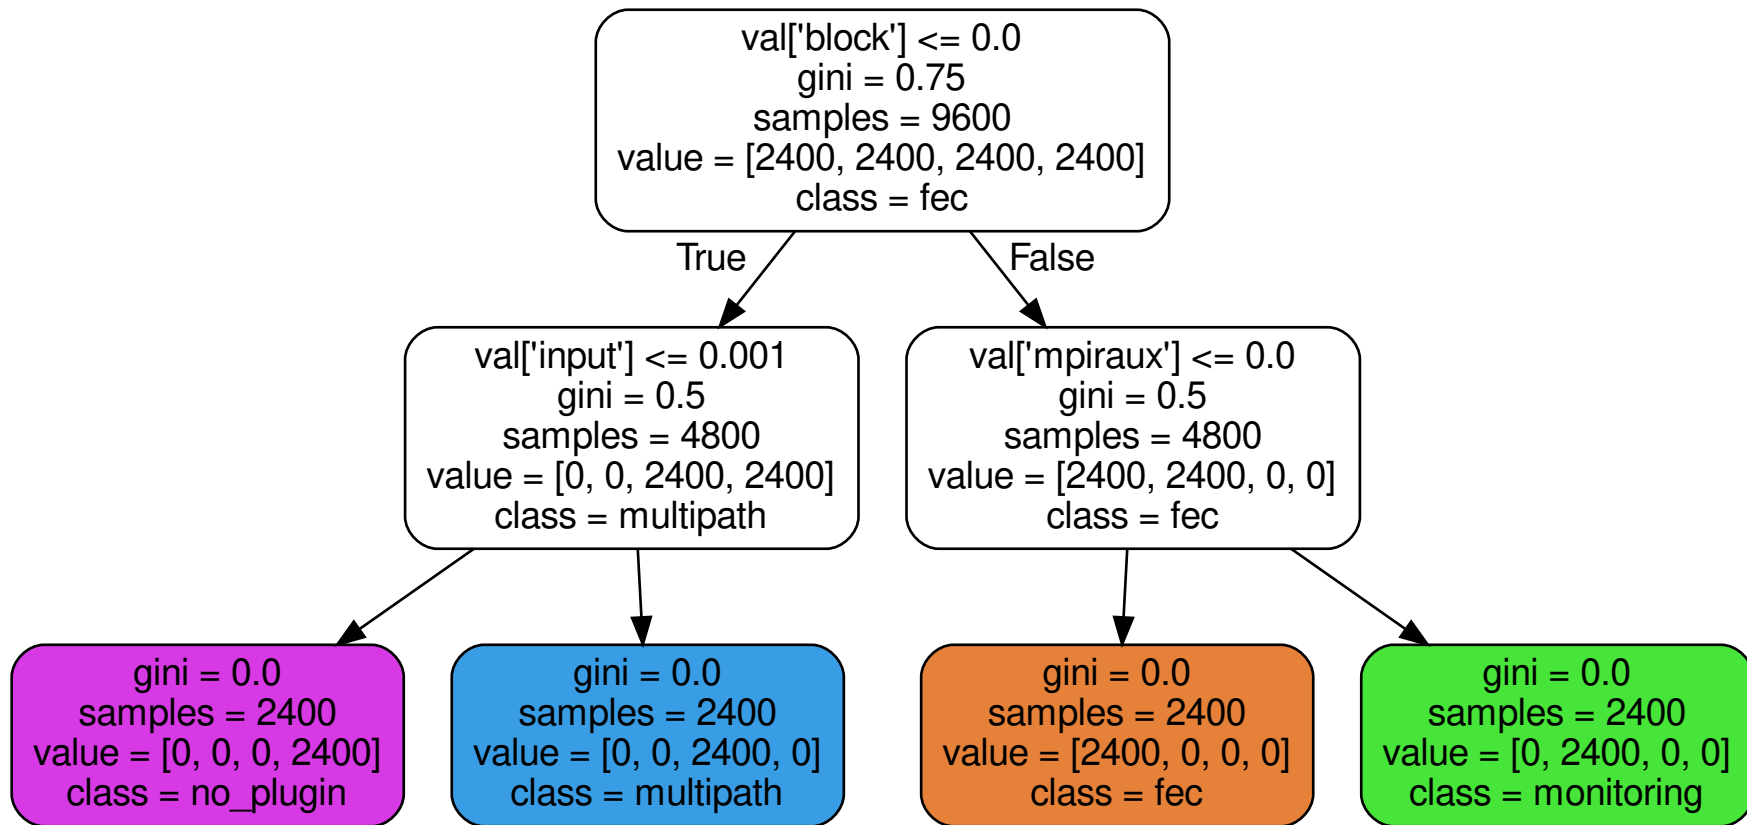 val['block'] <= 0.0
gini = 0.75
samples = 9600
value = [2400, 2400, 2400, 2400]
class = fec
True
False
val['input'] <= 0.001
gini = 0.5
samples = 4800
value = [0, 0, 2400, 2400]
class = multipath
val['mpiraux'] <= 0.0
gini = 0.5
samples = 4800
value = [2400, 2400, 0, 0]
class = fec
gini = 0.0
samples = 2400
value = [0, 0, 0, 2400]
class = no_plugin
gini = 0.0
samples = 2400
value = [0, 0, 2400, 0]
class = multipath
gini = 0.0
samples = 2400
value = [2400, 0, 0, 0]
class = fec
gini = 0.0
samples = 2400
value = [0, 2400, 0, 0]
class = monitoring